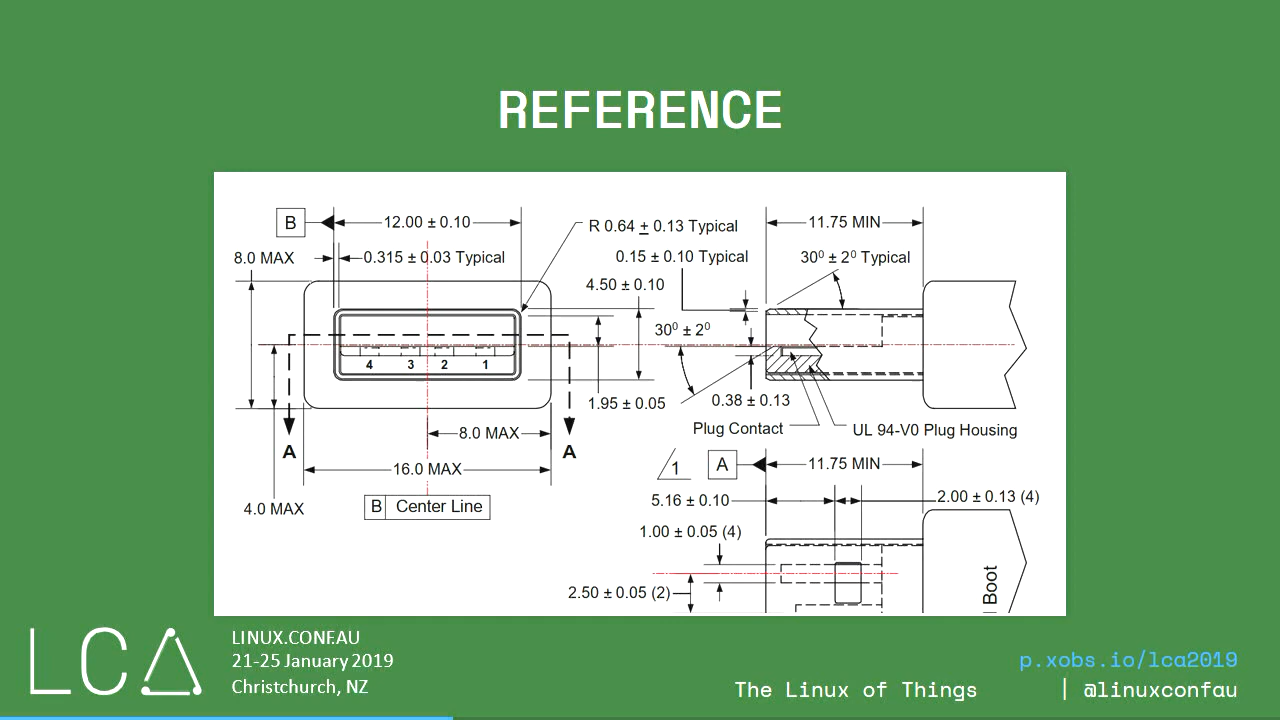 REFERENCE
B
12.00 ± 0.10
R 0.64 ± 0.13 Typical
11.75 MIN
8.0 MAX
0.315 ± 0.03 Typical
0.15 ± 0.10 Typical
30⁰ ± 2⁰ Typical
4.50 ± 0.10
30⁰ ± 2⁰
4 3 2 1
1.95 ± 0.05
0.38 ± 0.13
Plug Contact
UL 94-V0 Plug Housing
8.0 MAX
A
A
16.0 MAX
1
A
11.75 MIN
4.0 MAX
B Center Line
5.16 ± 0.10
2.00 ± 0.13 (4)
1.00 ± 0.05 (4)
2.50 ± 0.05 (2)
Boot
LCA
LINUX.CONF.AU
21-25 January 2019
Christchurch, NZ
p.xobs.io/lca2019
The Linux of Things | @linuxconfau